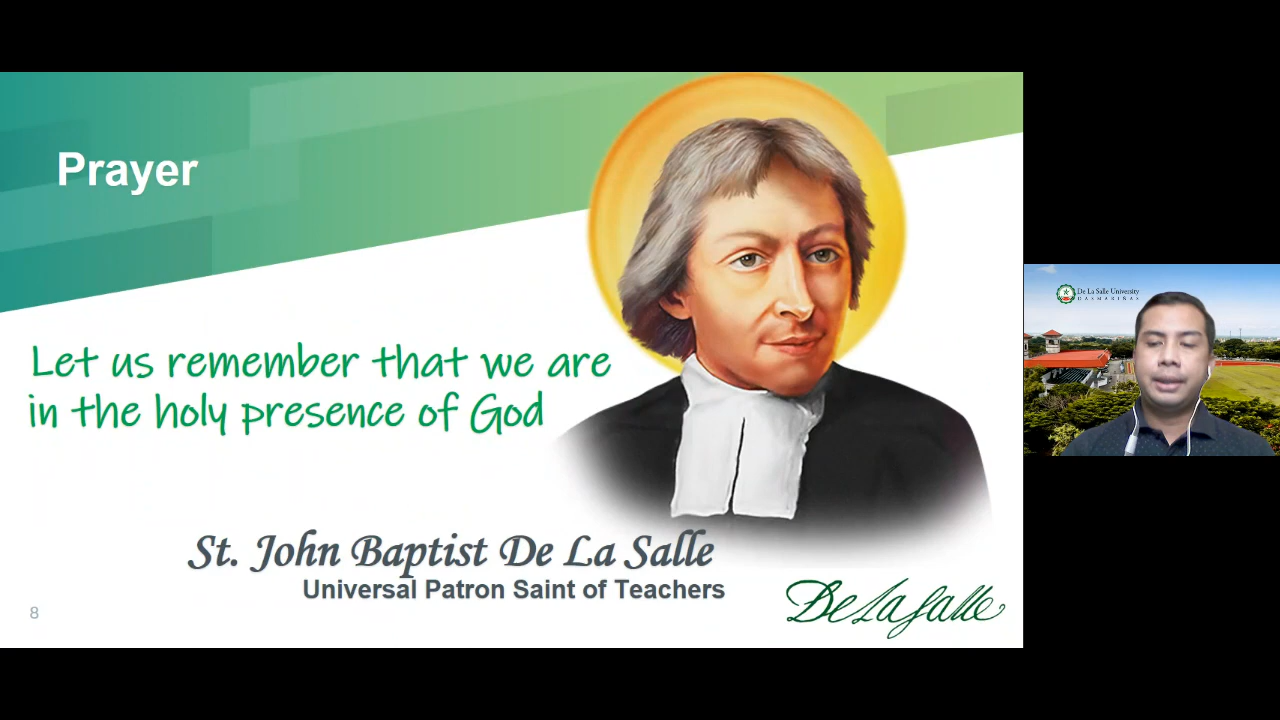 Prayer
Let us remember that we are
in the holy presence of God
St. John Baptist De La Salle
Universal Patron Saint of Teachers
De La Salle
8
De La Salle University
DASMARIÑAS